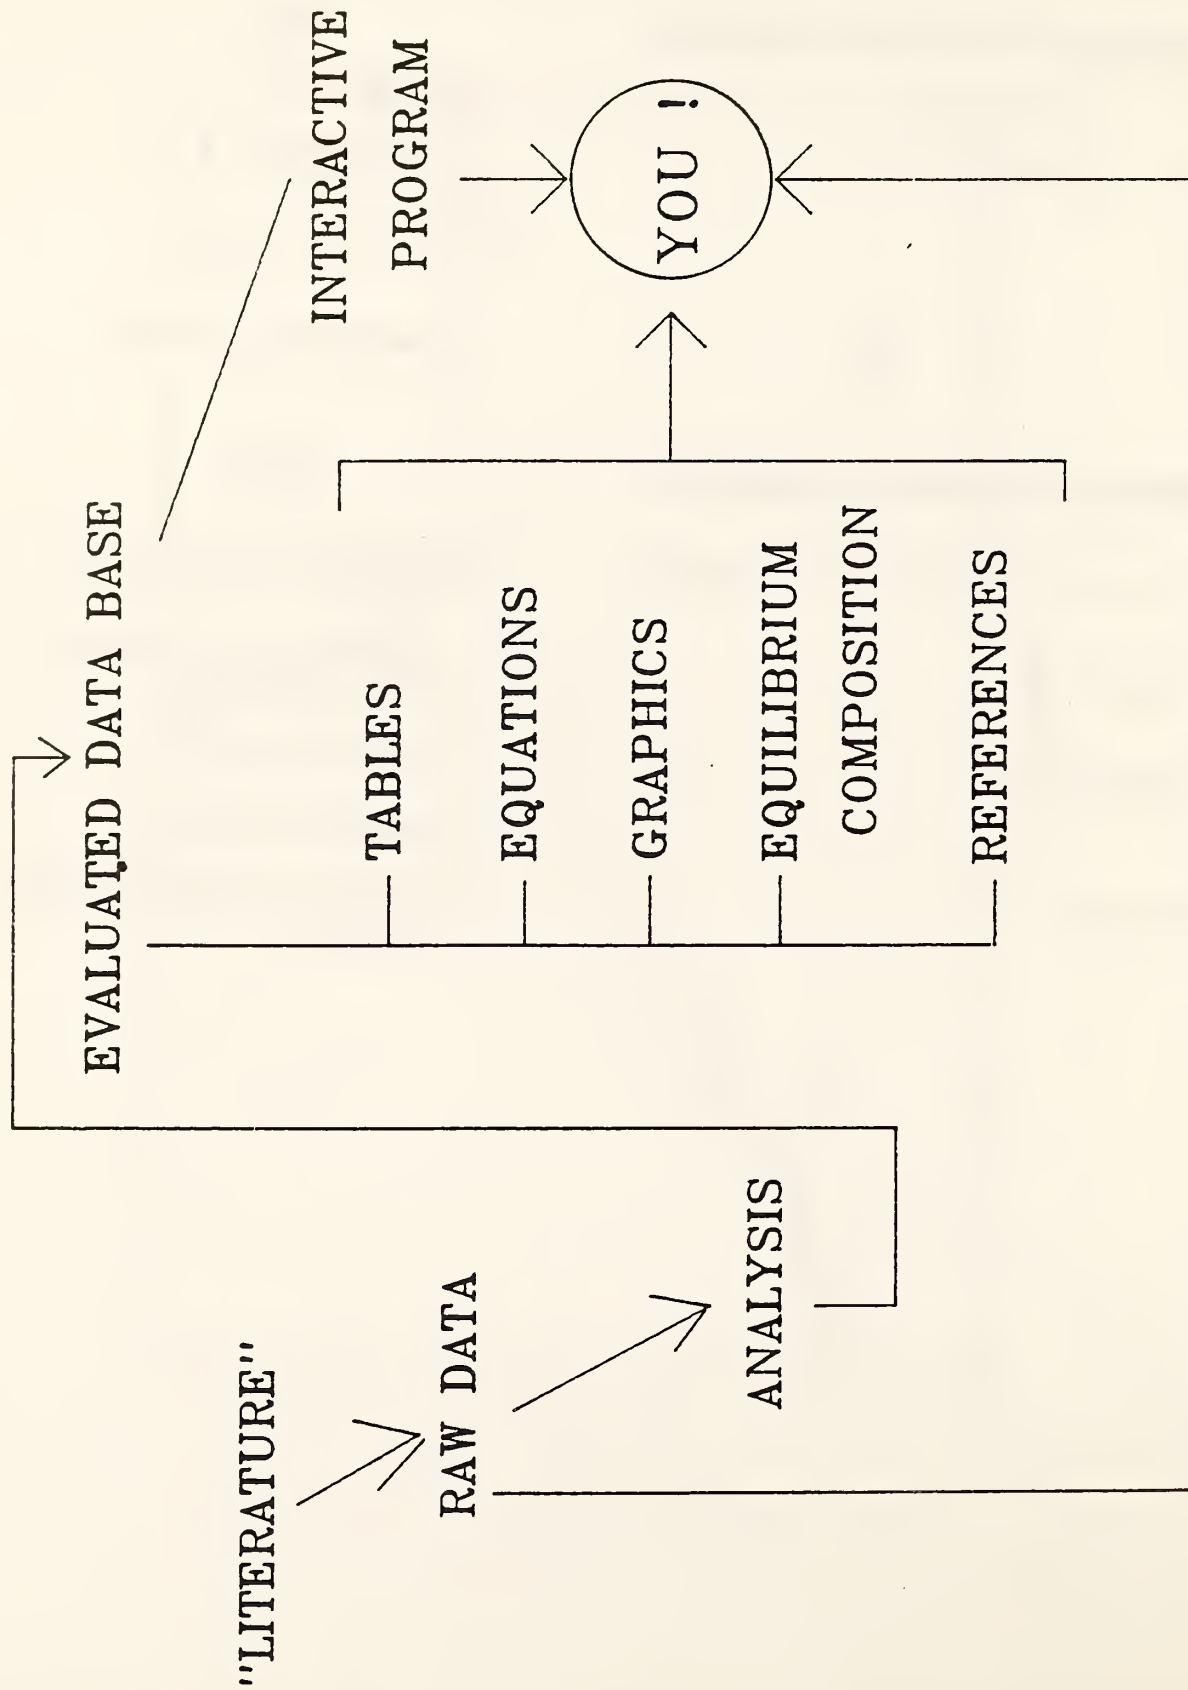 "LITERATURE"
RAW DATA
ANALYSIS
EVALUATED DATA BASE
TABLES
EQUATIONS
GRAPHICS
EQUILIBRIUM
COMPOSITION
REFERENCES
INTERACTIVE
PROGRAM
YOU !